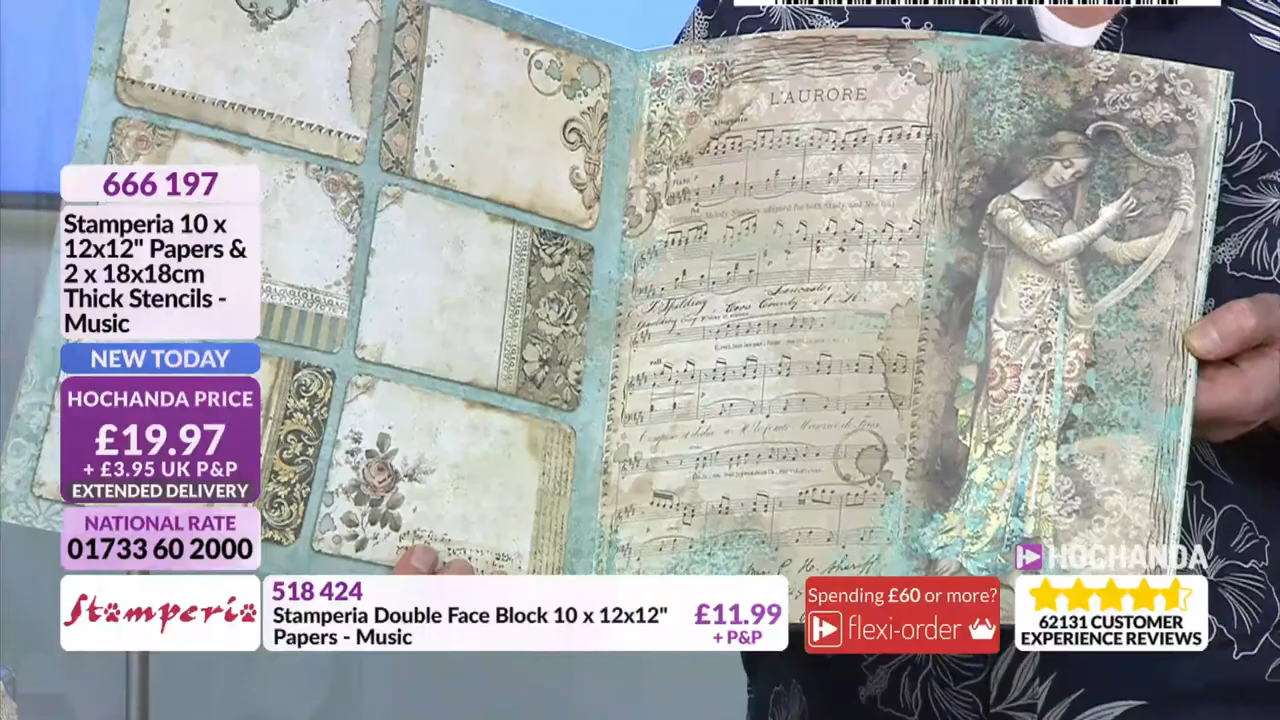 L'AURORE
Allegretto
PIANO
666 197
Stamperia 10 x
12x12" Papers &
2 x 18x18cm
Thick Stencils -
Music
NEW TODAY
HOCHANDA PRICE
£19.97
+ £3.95 UK P&P
EXTENDED DELIVERY
NATIONAL RATE
01733 60 2000
HOCHANDA
Stamperia
518 424
Stamperia Double Face Block 10 x 12x12"
Papers - Music
£11.99
+ P&P
Spending £60 or more?
flexi-order
62131 CUSTOMER
EXPERIENCE REVIEWS